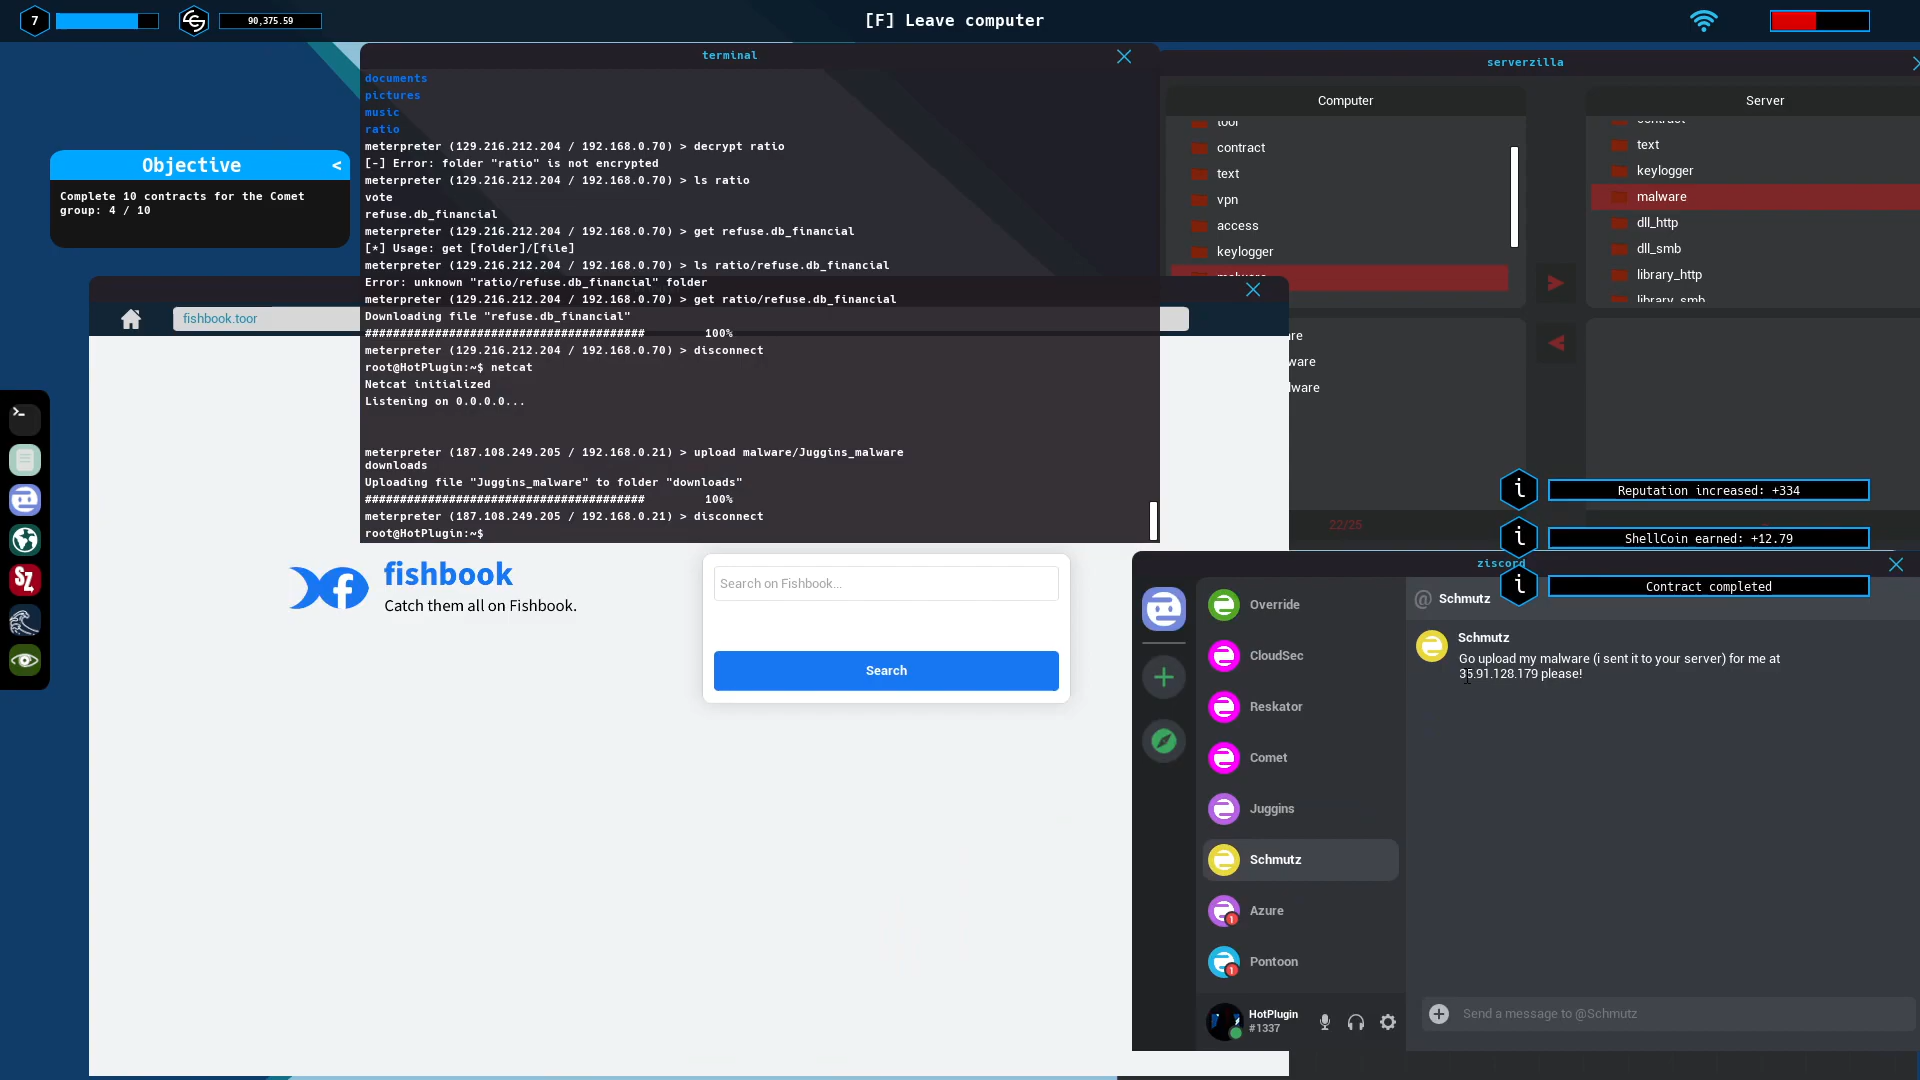 7
90,375.59
[F] Leave computer
Objective
<
Complete 10 contracts for the Comet
group: 4 / 10
terminal
documents
pictures
music
ratio
meterpreter (129.216.212.204 / 192.168.0.70) > decrypt ratio
[-] Error: folder "ratio" is not encrypted
meterpreter (129.216.212.204 / 192.168.0.70) > ls ratio
vote
refuse.db_financial
meterpreter (129.216.212.204 / 192.168.0.70) > get refuse.db_financial
[*] Usage: get [folder]/[file]
meterpreter (129.216.212.204 / 192.168.0.70) > ls ratio/refuse.db_financial
Error: unknown "ratio/refuse.db_financial" folder
meterpreter (129.216.212.204 / 192.168.0.70) > get ratio/refuse.db_financial
Downloading file "refuse.db_financial"
######################################## 100%
meterpreter (129.216.212.204 / 192.168.0.70) > disconnect
root@HotPlugin:~$ netcat
Netcat initialized
Listening on 0.0.0.0...
meterpreter (187.108.249.205 / 192.168.0.21) > upload malware/Juggins_malware
downloads
Uploading file "Juggins_malware" to folder "downloads"
######################################## 100%
meterpreter (187.108.249.205 / 192.168.0.21) > disconnect
root@HotPlugin:~$
serverzilla
Computer
tool
contract
text
vpn
access
keylogger
malware
re
ware
lware
22/25
Server
contract
text
keylogger
malware
dll_http
dll_smb
library_http
library_smb
fishbook.toor
fishbook
Catch them all on Fishbook.
Search on Fishbook...
Search
i
Reputation increased: +334
i
ShellCoin earned: +12.79
i
Contract completed
ziscord
Override
CloudSec
Reskator
Comet
Juggins
Schmutz
Azure
1
Pontoon
1
HotPlugin
#1337
@ Schmutz
Schmutz
Go upload my malware (i sent it to your server) for me at
35.91.128.179 please!
Send a message to @Schmutz